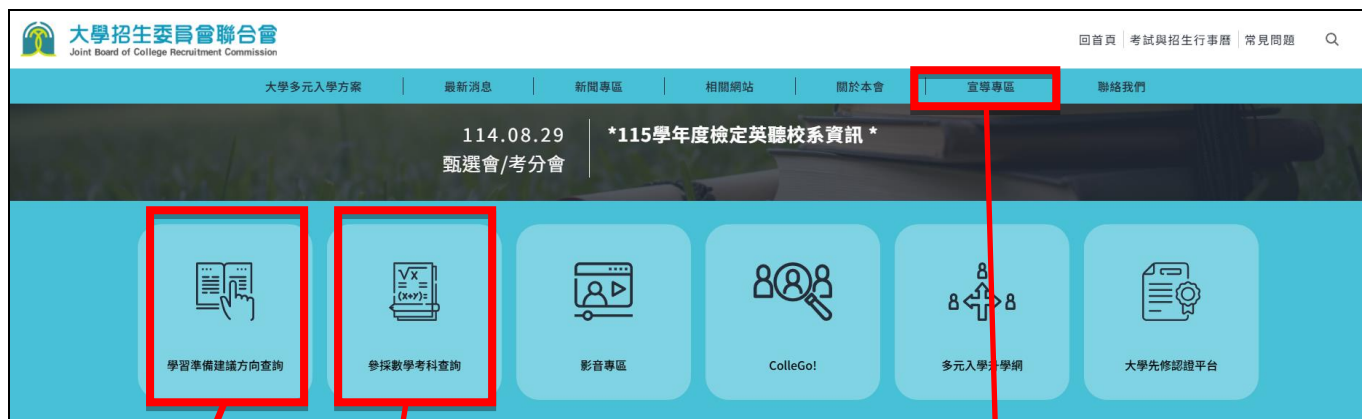 大學招生委員會聯合會
Joint Board of College Recruitment Commission
回首頁 考試與招生行事曆 常見問題
大學多元入學方案 最新消息 新聞專區 相關網站 關於本會 宣導專區 聯絡我們
114.08.29 *115學年度檢定英聽校系資訊 *
甄選會/考分會
學習準備建議方向查詢 參採數學考科查詢 影音專區 ColleGo! 多元入學升學網 大學先修認證平台